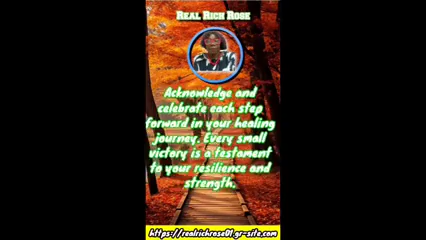 Real Rich Rose
Acknowledge and
celebrate each step
forward in your healing
journey. Every small
victory is a testament
to your resilience and
strength.
https://realrichrose01.gr-site.com